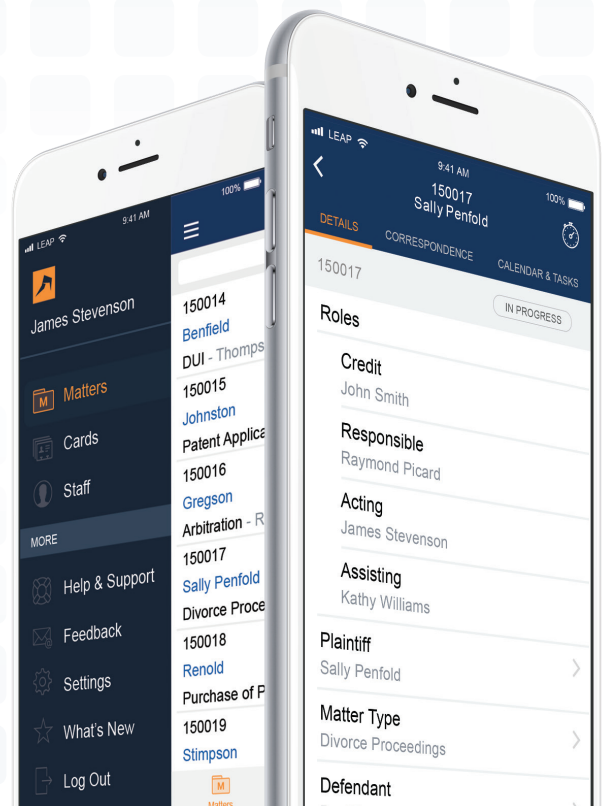 LEAP
9:41 AM
James Stevenson
M
Matters
Cards
Staff
MORE
Help & Support
Feedback
Settings
What's New
Log Out
100%
150014
Benfield
DUI - Thomps
150015
Johnston
Patent Applica
150016
Gregson
Arbitration - R
150017
Sally Penfold
Divorce Proce
150018
Renold
Purchase of P
150019
Stimpson
M
Matters
LEAP
9:41 AM
100%
150017
Sally Penfold
DETAILS
CORRESPONDENCE
CALENDAR & TASKS
150017
IN PROGRESS
Roles
Credit
John Smith
Responsible
Raymond Picard
Acting
James Stevenson
Assisting
Kathy Williams
Plaintiff
Sally Penfold
Matter Type
Divorce Proceedings
Defendant